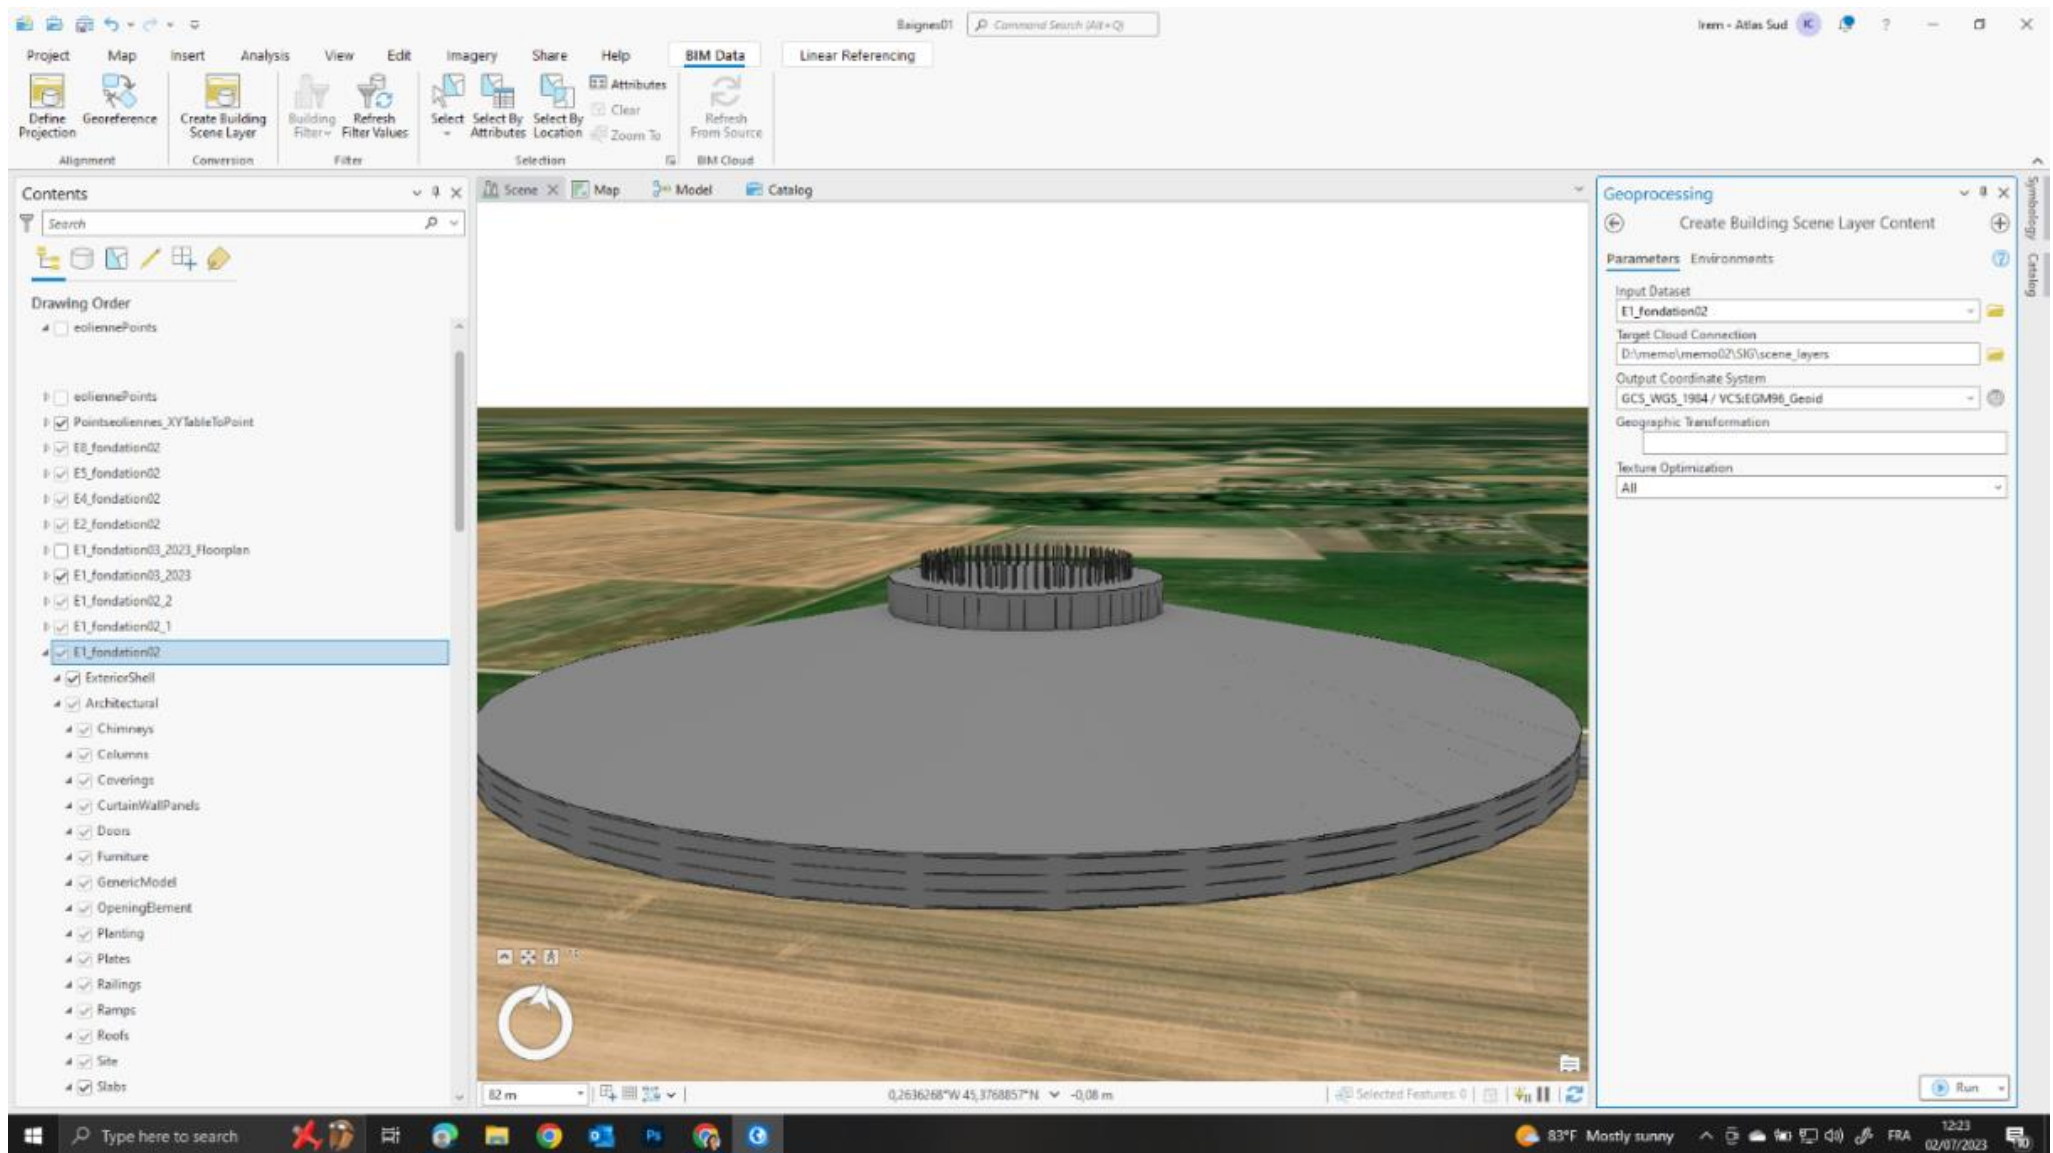 Baignes01
Command Search (Alt+Q)
Irem - Atlas Sud
IC
?
Project Map Insert Analysis View Edit Imagery Share Help BIM Data Linear Referencing
Define Projection
Georeference
Create Building Scene Layer
Building Filter
Refresh Filter Values
Select
Select By Attributes
Select By Location
Attributes
Clear
Zoom To
Refresh From Source
Alignment
Conversion
Filter
Selection
BIM Cloud
Contents
Search
Drawing Order
eoliennePoints
eoliennePoints
Pointseoliennes_XYTableToPoint
E8_fondation02
E5_fondation02
E4_fondation02
E2_fondation02
E1_fondation03_2023_Floorplan
E1_fondation03_2023
E1_fondation02_2
E1_fondation02_1
E1_fondation02
ExteriorShell
Architectural
Chimneys
Columns
Coverings
CurtainWallPanels
Doors
Furniture
GenericModel
OpeningElement
Planting
Plates
Railings
Ramps
Roofs
Site
Slabs
Scene
Map
Model
Catalog
82 m
0,2636268°W 45,3768857°N
-0,08 m
Selected Features: 0
Geoprocessing
Create Building Scene Layer Content
Parameters Environments
Input Dataset
E1_fondation02
Target Cloud Connection
D:\memo\memo02\SIG\scene_layers
Output Coordinate System
GCS_WGS_1984 / VCS:EGM96_Geoid
Geographic Transformation
Texture Optimization
All
Run
Symbology
Catalog
Type here to search
Ps
83°F Mostly sunny
FRA
12:23
02/07/2023
10